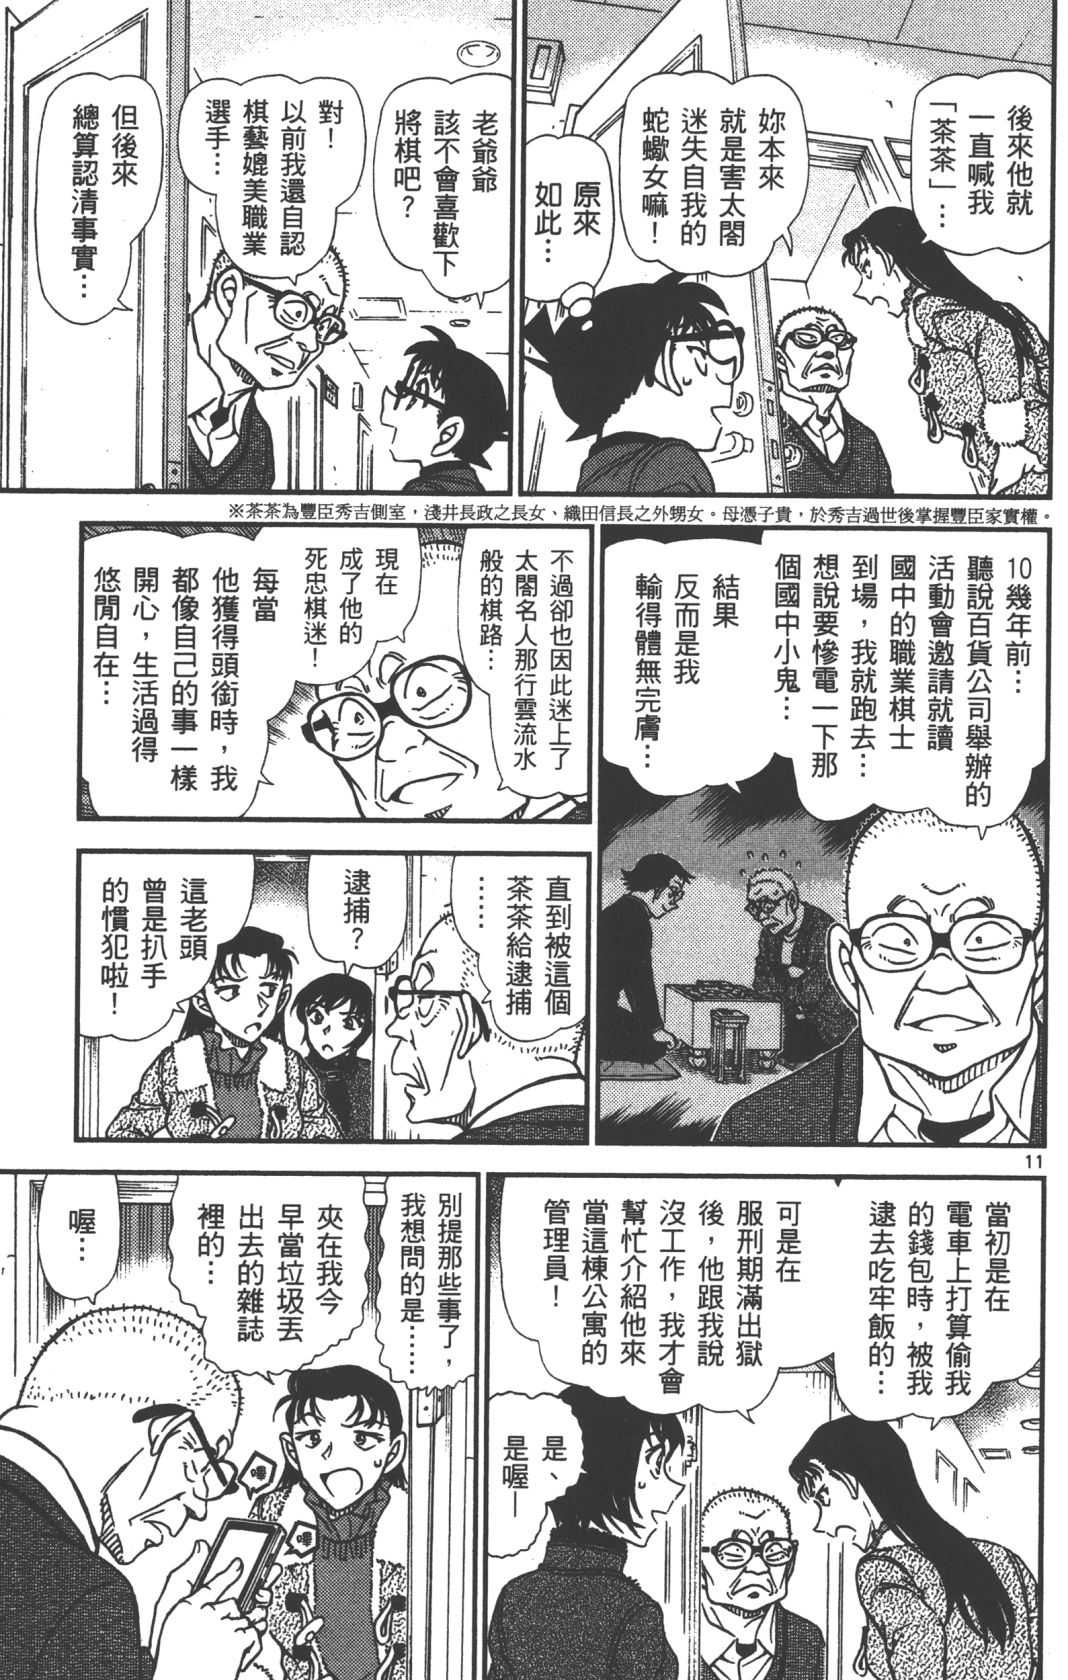 後來他就
一直喊我
「茶茶」…
妳本來
就是害太閤
迷失自我的
蛇蠍女嘛！
原來
如此…
老爺爺
該不會喜歡下
將棋吧？
對！
以前我還自認
棋藝媲美職業
選手…
但後來
總算認清事實…
※茶茶為豐臣秀吉側室，淺井長政之長女、織田信長之外甥女。母憑子貴，於秀吉過世後掌握豐臣家實權。
10幾年前…
聽說百貨公司舉辦的
活動會邀請就讀
國中的職業棋士
到場，我就跑去…
想說要慘電一下那
個國中小鬼…
結果
反而是我
輸得體無完膚…
不過卻也因此迷上了
太閤名人那行雲流水
般的棋路…
現在
成了他的
死忠棋迷！
每當
他獲得頭銜時，我
都像自己的事一樣
開心，生活過得
悠閒自在…
直到被這個
茶茶給逮捕
……
逮捕？
這老頭
曾是扒手
的慣犯啦！
11
當初是在
電車上打算偷我
的錢包時，被我
逮去吃牢飯的…
可是在
服刑期滿出獄
後，他跟我說
沒工作，我才會
幫忙介紹他來
當這棟公寓的
管理員！
是、
是喔—
別提那些事了，
我想問的是……
夾在我今
早當垃圾丟
出去的雜誌
裡的…
喔…
嗶
嗶